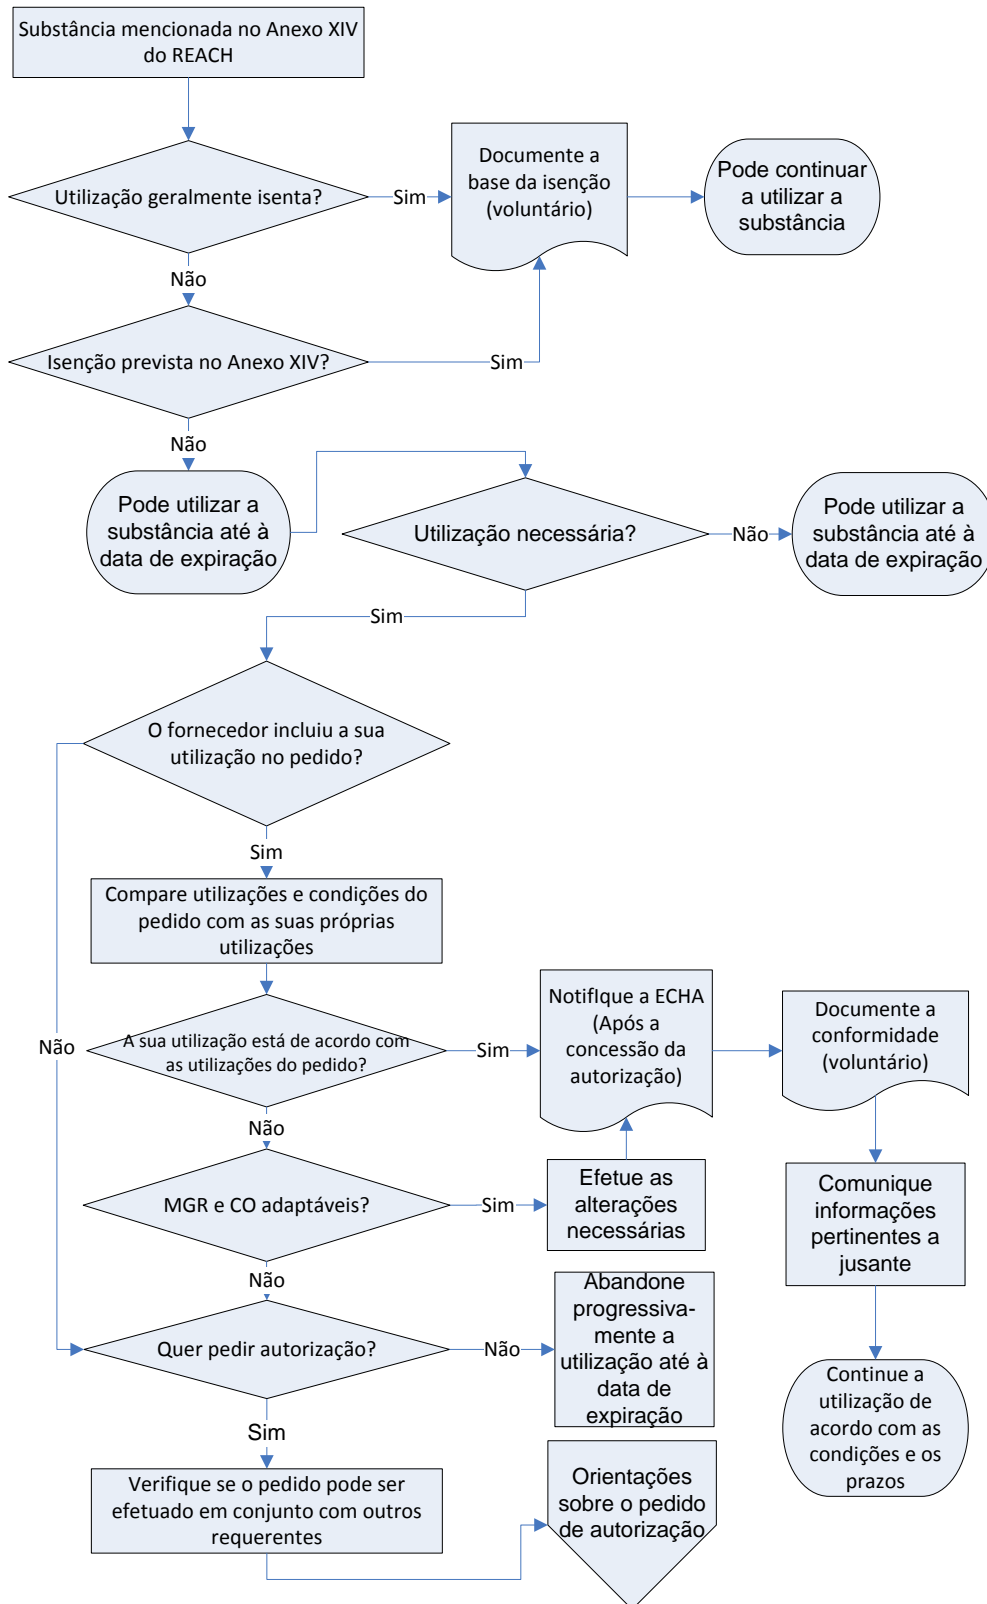 Substância mencionada no Anexo XIV
do REACH
Utilização geralmente isenta?
Sim
Documente a
base da isenção
(voluntário)
Pode continuar
a utilizar a
substância
Não
Isenção prevista no Anexo XIV?
Sim
Não
Pode utilizar a
substância até à
data de expiração
Utilização necessária?
Não
Pode utilizar a
substância até à
data de expiração
Sim
O fornecedor incluiu a sua
utilização no pedido?
Sim
Compare utilizações e condições do
pedido com as suas próprias
utilizações
Não
A sua utilização está de acordo com
as utilizações do pedido?
Sim
NotifIque a ECHA
(Após a
concessão da
autorização)
Documente a
conformidade
(voluntário)
Não
MGR e CO adaptáveis?
Sim
Efetue as
alterações
necessárias
Comunique
informações
pertinentes a
jusante
Não
Quer pedir autorização?
Não
Abandone
progressiva-
mente a
utilização até à
data de
expiração
Continue a
utilização de
acordo com as
condições e os
prazos
Sim
Verifique se o pedido pode ser
efetuado em conjunto com outros
requerentes
Orientações
sobre o pedido
de autorização